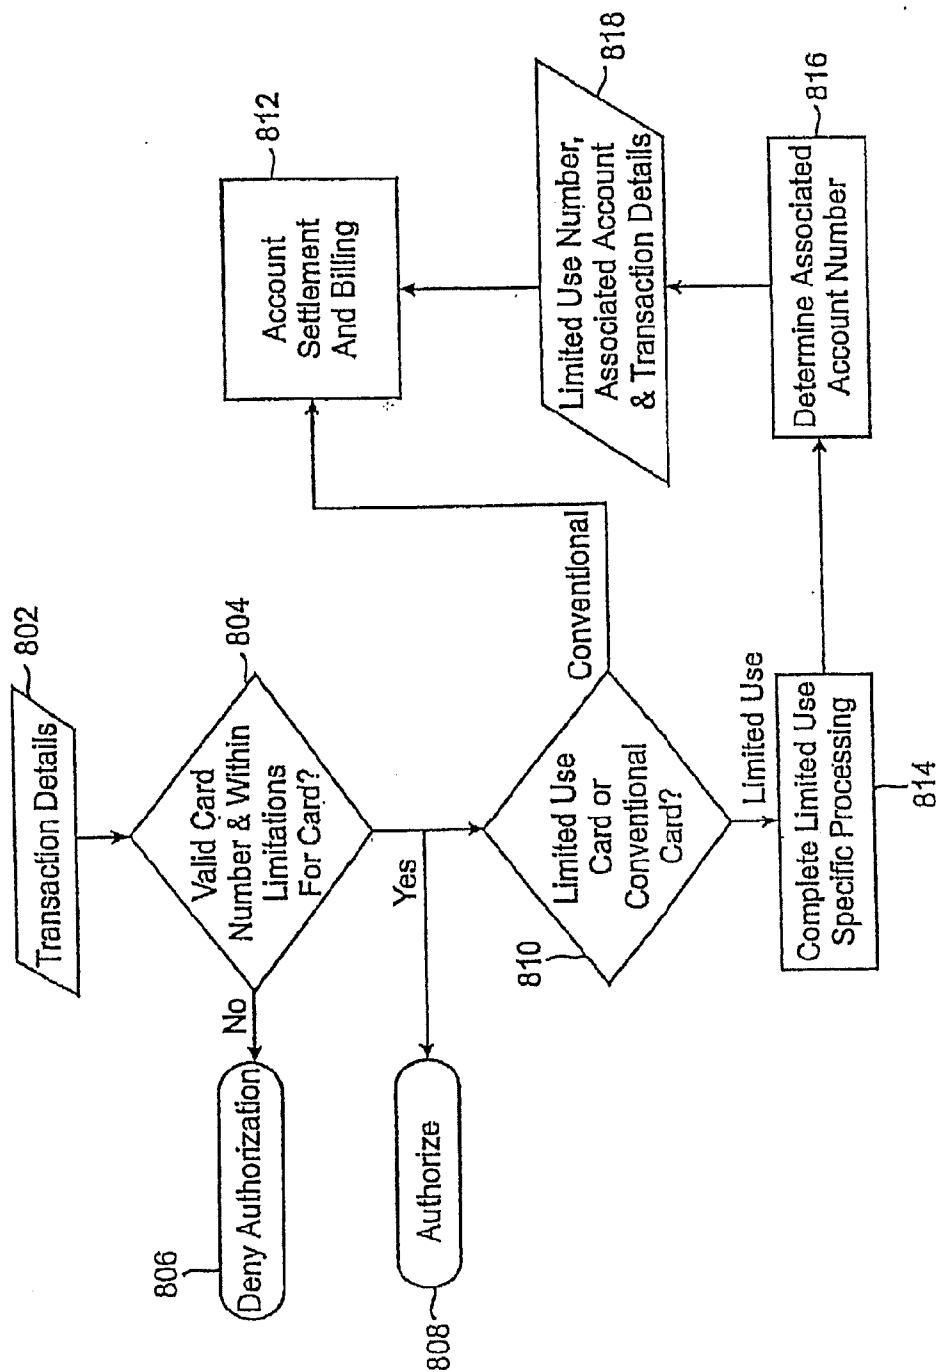 802
Transaction Details
804
Valid Card
Number & Within
Limitations
For Card?
No
806
Deny Authorization
Yes
808
Authorize
810
Limited Use
Card or
Conventional
Card?
Conventional
812
Account
Settlement
And Billing
Limited Use
Complete Limited Use
Specific Processing
814
Determine Associated
Account Number
816
Limited Use Number,
Associated Account
& Transaction Details
818